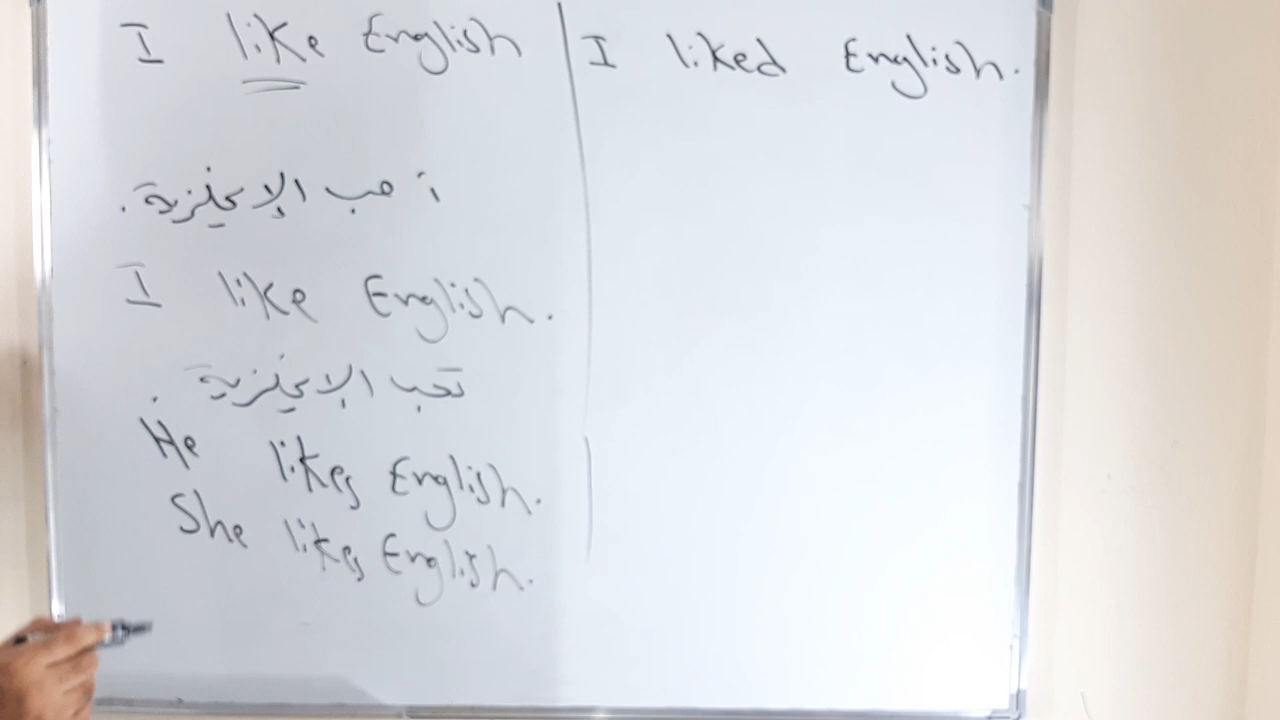 I like English
أحب الإنجليزية.
I like English.
تحب الإنجليزية.
He likes English.
She likes English.
I liked English.